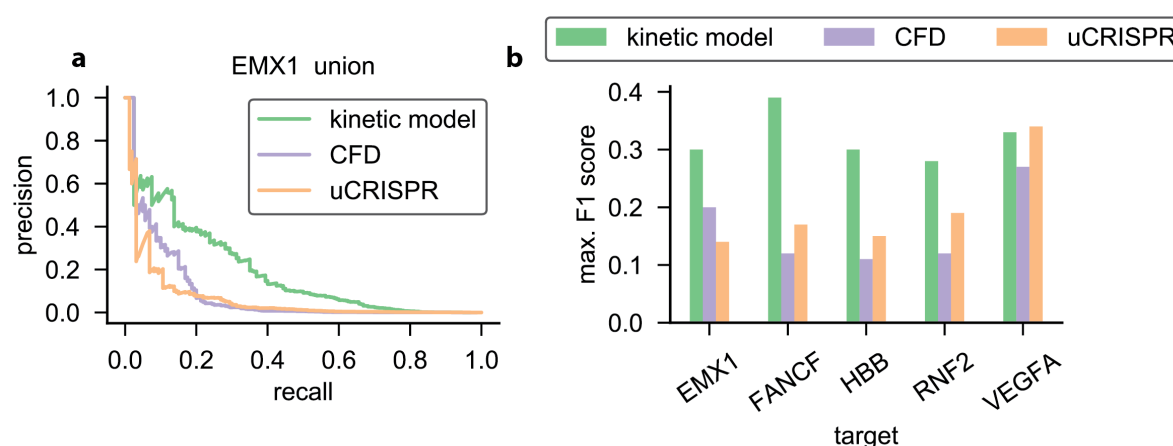 a
EMX1 union
precision
1.0
0.8
0.6
0.4
0.2
0.0
kinetic model
CFD
uCRISPR
0.0 0.2 0.4 0.6 0.8 1.0
recall
b
kinetic model CFD uCRISPR
max. F1 score
0.4
0.3
0.2
0.1
0.0
EMX1 FANCF HBB RNF2 VEGFA
target